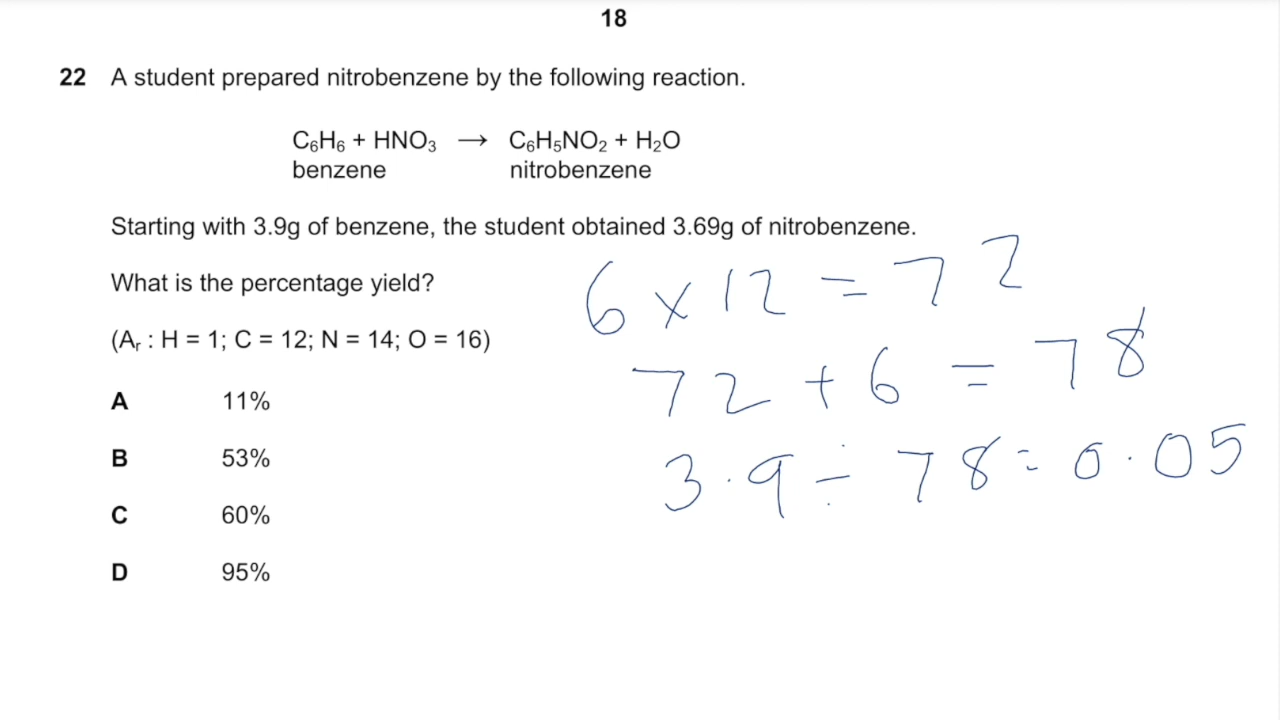 18
22 A student prepared nitrobenzene by the following reaction.
C₆H₆ + HNO₃ → C₆H₅NO₂ + H₂O
benzene nitrobenzene
Starting with 3.9g of benzene, the student obtained 3.69g of nitrobenzene.
What is the percentage yield?
(Aᵣ : H = 1; C = 12; N = 14; O = 16)
A 11%
B 53%
C 60%
D 95%
6 × 12 = 72
72 + 6 = 78
3.9 ÷ 78 = 0.05